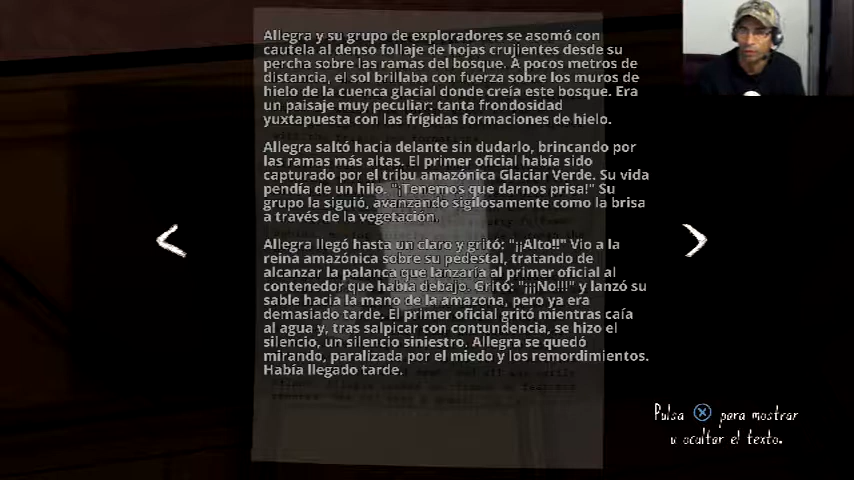 Allegra y su grupo de exploradores se asomó con
cautela al denso follaje de hojas crujientes desde su
percha sobre las ramas del bosque. A pocos metros de
distancia, el sol brillaba con fuerza sobre los muros de
hielo de la cuenca glacial donde creía este bosque. Era
un paisaje muy peculiar: tanta frondosidad
yuxtapuesta con las frígidas formaciones de hielo.
Allegra saltó hacia delante sin dudarlo, brincando por
las ramas más altas. El primer oficial había sido
capturado por el tribu amazónica Glaciar Verde. Su vida
pendía de un hilo. "¡Tenemos que darnos prisa!" Su
grupo la siguió, avanzando sigilosamente como la brisa
a través de la vegetación.
Allegra llegó hasta un claro y gritó: "¡¡Alto!!" Vio a la
reina amazónica sobre su pedestal, tratando de
alcanzar la palanca que lanzaría al primer oficial al
contenedor que había debajo. Gritó: "¡¡¡No!!!" y lanzó su
sable hacia la mano de la amazona, pero ya era
demasiado tarde. El primer oficial gritó mientras caía
al agua y, tras salpicar con contundencia, se hizo el
silencio, un silencio siniestro. Allegra se quedó
mirando, paralizada por el miedo y los remordimientos.
Había llegado tarde.
Pulsa para mostrar
u ocultar el texto.